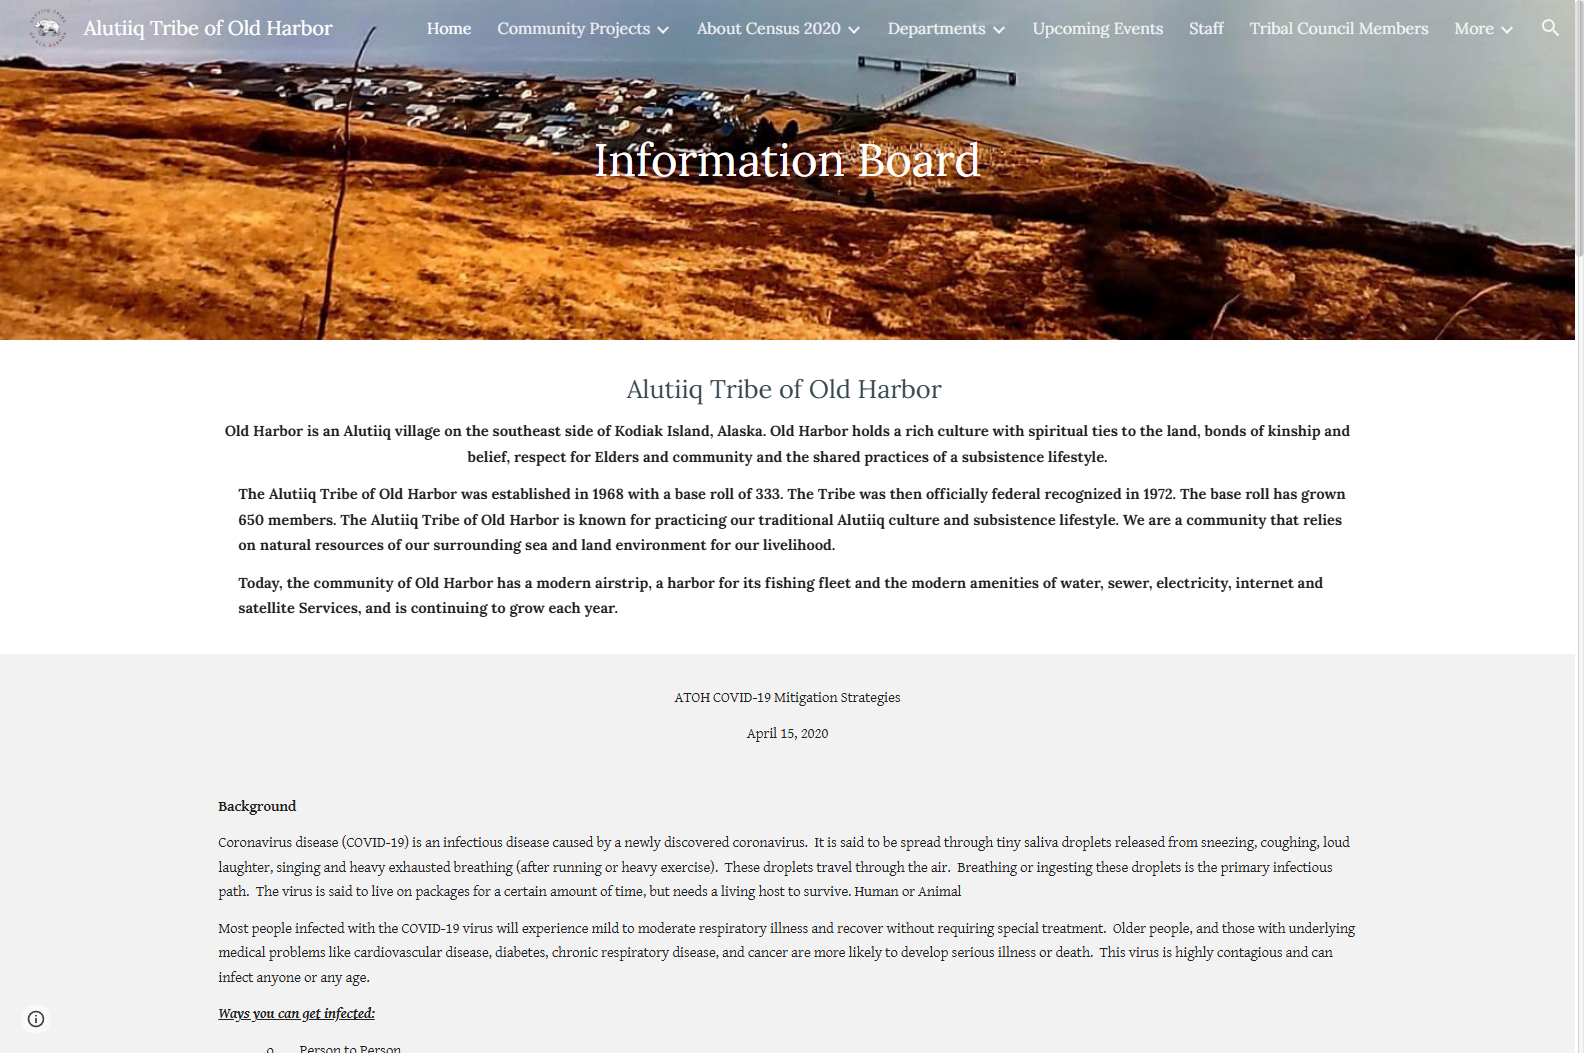 Alutiiq Tribe of Old Harbor
Home
Community Projects
About Census 2020
Departments
Upcoming Events
Staff
Tribal Council Members
More
Information Board
Alutiiq Tribe of Old Harbor
Old Harbor is an Alutiiq village on the southeast side of Kodiak Island, Alaska. Old Harbor holds a rich culture with spiritual ties to the land, bonds of kinship and
belief, respect for Elders and community and the shared practices of a subsistence lifestyle.
The Alutiiq Tribe of Old Harbor was established in 1968 with a base roll of 333. The Tribe was then officially federal recognized in 1972. The base roll has grown
650 members. The Alutiiq Tribe of Old Harbor is known for practicing our traditional Alutiiq culture and subsistence lifestyle. We are a community that relies
on natural resources of our surrounding sea and land environment for our livelihood.
Today, the community of Old Harbor has a modern airstrip, a harbor for its fishing fleet and the modern amenities of water, sewer, electricity, internet and
satellite Services, and is continuing to grow each year.
ATOH COVID-19 Mitigation Strategies
April 15, 2020
Background
Coronavirus disease (COVID-19) is an infectious disease caused by a newly discovered coronavirus.  It is said to be spread through tiny saliva droplets released from sneezing, coughing, loud
laughter, singing and heavy exhausted breathing (after running or heavy exercise).  These droplets travel through the air.  Breathing or ingesting these droplets is the primary infectious
path.  The virus is said to live on packages for a certain amount of time, but needs a living host to survive. Human or Animal
Most people infected with the COVID-19 virus will experience mild to moderate respiratory illness and recover without requiring special treatment.  Older people, and those with underlying
medical problems like cardiovascular disease, diabetes, chronic respiratory disease, and cancer are more likely to develop serious illness or death.  This virus is highly contagious and can
infect anyone or any age.
Ways you can get infected:
o Person to Person